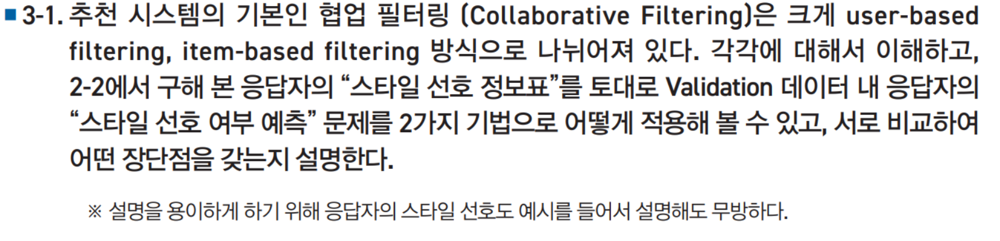 ■ 3-1. 추천 시스템의 기본인 협업 필터링 (Collaborative Filtering)은 크게 user-based
filtering, item-based filtering 방식으로 나뉘어져 있다. 각각에 대해서 이해하고,
2-2에서 구해 본 응답자의 “스타일 선호 정보표”를 토대로 Validation 데이터 내 응답자의
“스타일 선호 여부 예측” 문제를 2가지 기법으로 어떻게 적용해 볼 수 있고, 서로 비교하여
어떤 장단점을 갖는지 설명한다.
※ 설명을 용이하게 하기 위해 응답자의 스타일 선호도 예시를 들어서 설명해도 무방하다.